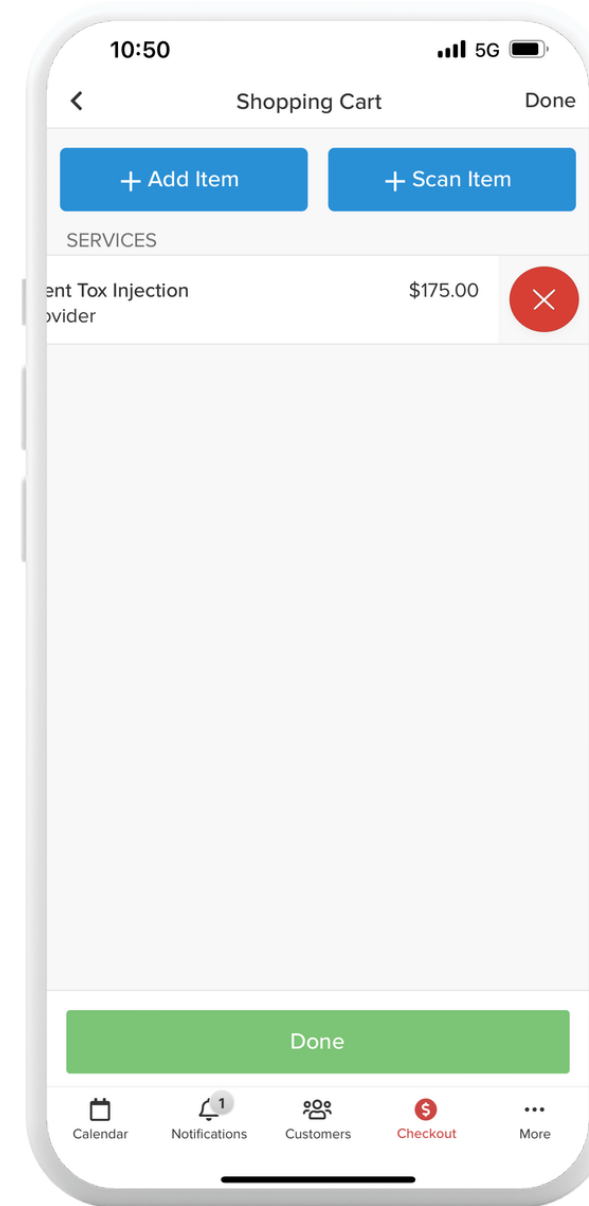 10:50 5G
Shopping Cart Done
+ Add Item + Scan Item
SERVICES
ent Tox Injection $175.00
ovider
Done
1
Calendar Notifications Customers Checkout More